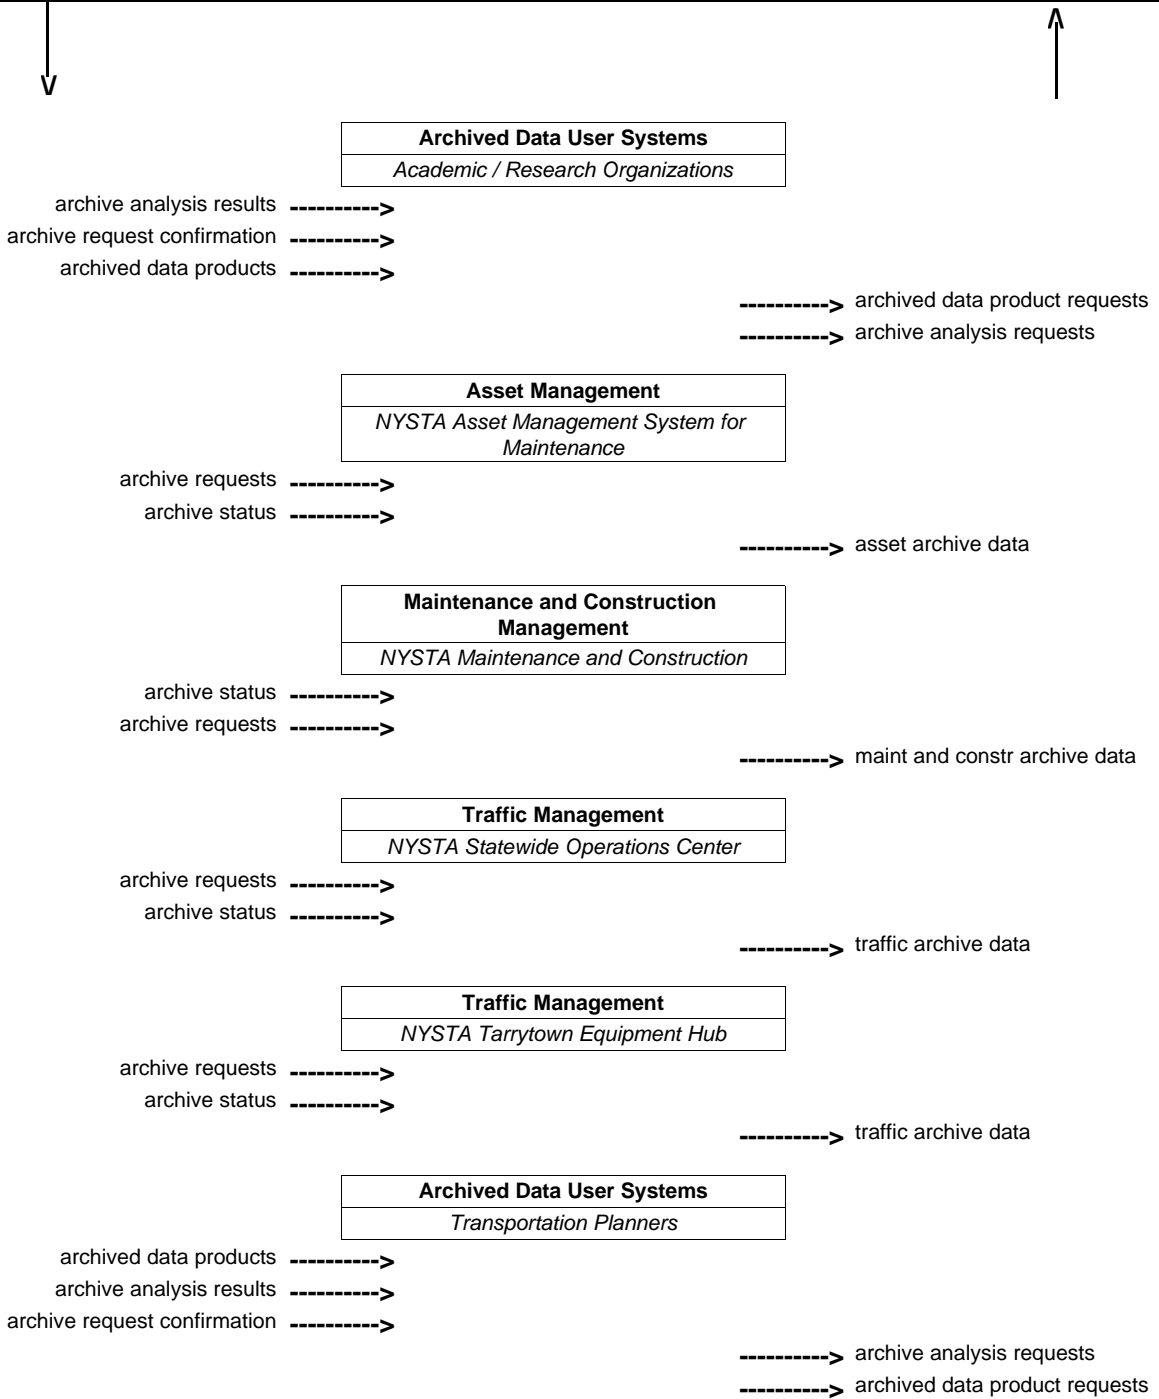 Archived Data User Systems
Academic / Research Organizations
archive analysis results ---------->
archive request confirmation ---------->
archived data products ---------->
----------> archived data product requests
----------> archive analysis requests
Asset Management
NYSTA Asset Management System for
Maintenance
archive requests ---------->
archive status ---------->
----------> asset archive data
Maintenance and Construction
Management
NYSTA Maintenance and Construction
archive status ---------->
archive requests ---------->
----------> maint and constr archive data
Traffic Management
NYSTA Statewide Operations Center
archive requests ---------->
archive status ---------->
----------> traffic archive data
Traffic Management
NYSTA Tarrytown Equipment Hub
archive requests ---------->
archive status ---------->
----------> traffic archive data
Archived Data User Systems
Transportation Planners
archived data products ---------->
archive analysis results ---------->
archive request confirmation ---------->
----------> archive analysis requests
----------> archived data product requests